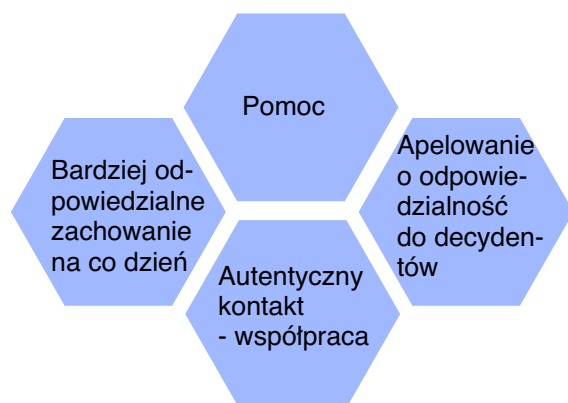 Pomoc
Bardziej od-
powiedzialne
zachowanie
na co dzień
Apelowanie
o odpowie-
dzialność
do decyden-
tów
Autentyczny
kontakt
- współpraca